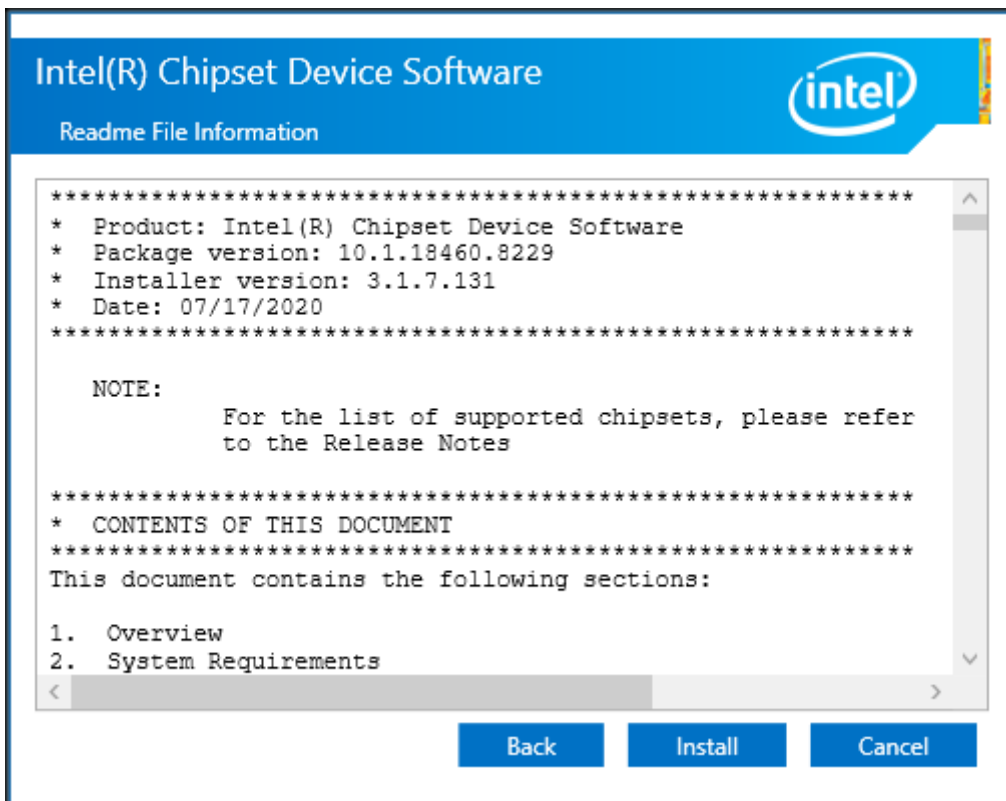 Intel(R) Chipset Device Software
intel
Readme File Information
************************************************************
*  Product: Intel(R) Chipset Device Software
*  Package version: 10.1.18460.8229
*  Installer version: 3.1.7.131
*  Date: 07/17/2020
************************************************************
NOTE:
For the list of supported chipsets, please refer
to the Release Notes
************************************************************
*  CONTENTS OF THIS DOCUMENT
************************************************************
This document contains the following sections:
1.  Overview
2.  System Requirements
Back Install Cancel